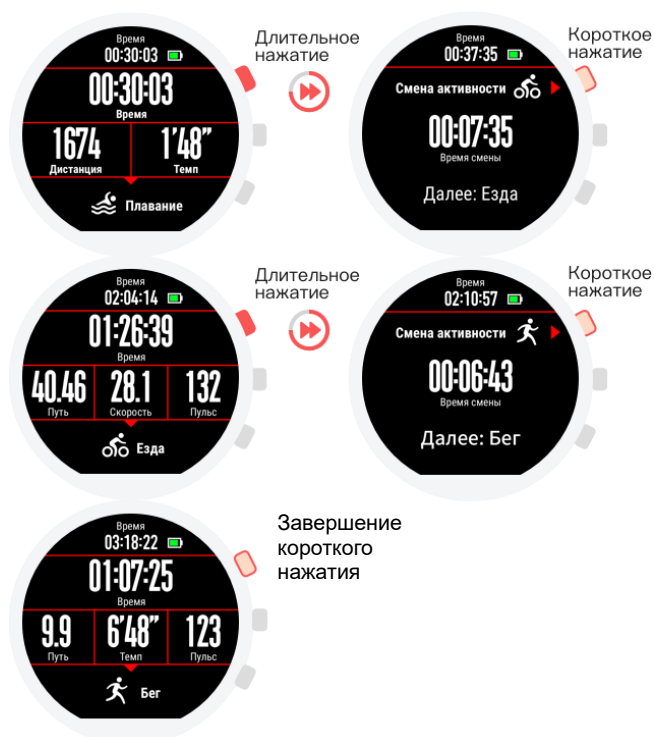 Время
00:30:03
00:30:03
Время
1674 1'48"
Дистанция Темп
Плавание
Длительное
нажатие
Время
00:37:35
Смена активности
00:07:35
Время смены
Далее: Езда
Короткое
нажатие
Время
02:04:14
01:26:39
Время
40.46 28.1 132
Путь Скорость Пульс
Езда
Длительное
нажатие
Время
02:10:57
Смена активности
00:06:43
Время смены
Далее: Бег
Короткое
нажатие
Время
03:18:22
01:07:25
Время
9.9 6'48" 123
Путь Темп Пульс
Бег
Завершение
короткого
нажатия